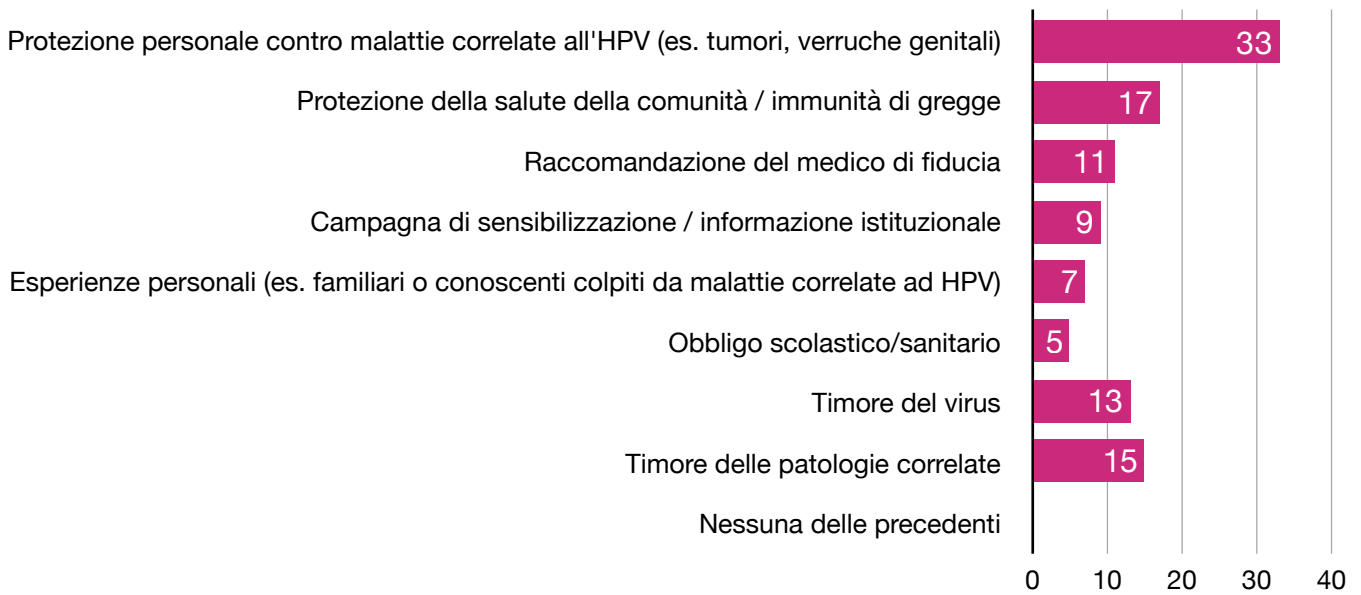 Protezione personale contro malattie correlate all'HPV (es. tumori, verruche genitali) 33
Protezione della salute della comunità / immunità di gregge 17
Raccomandazione del medico di fiducia 11
Campagna di sensibilizzazione / informazione istituzionale 9
Esperienze personali (es. familiari o conoscenti colpiti da malattie correlate ad HPV) 7
Obbligo scolastico/sanitario 5
Timore del virus 13
Timore delle patologie correlate 15
Nessuna delle precedenti
0 10 20 30 40